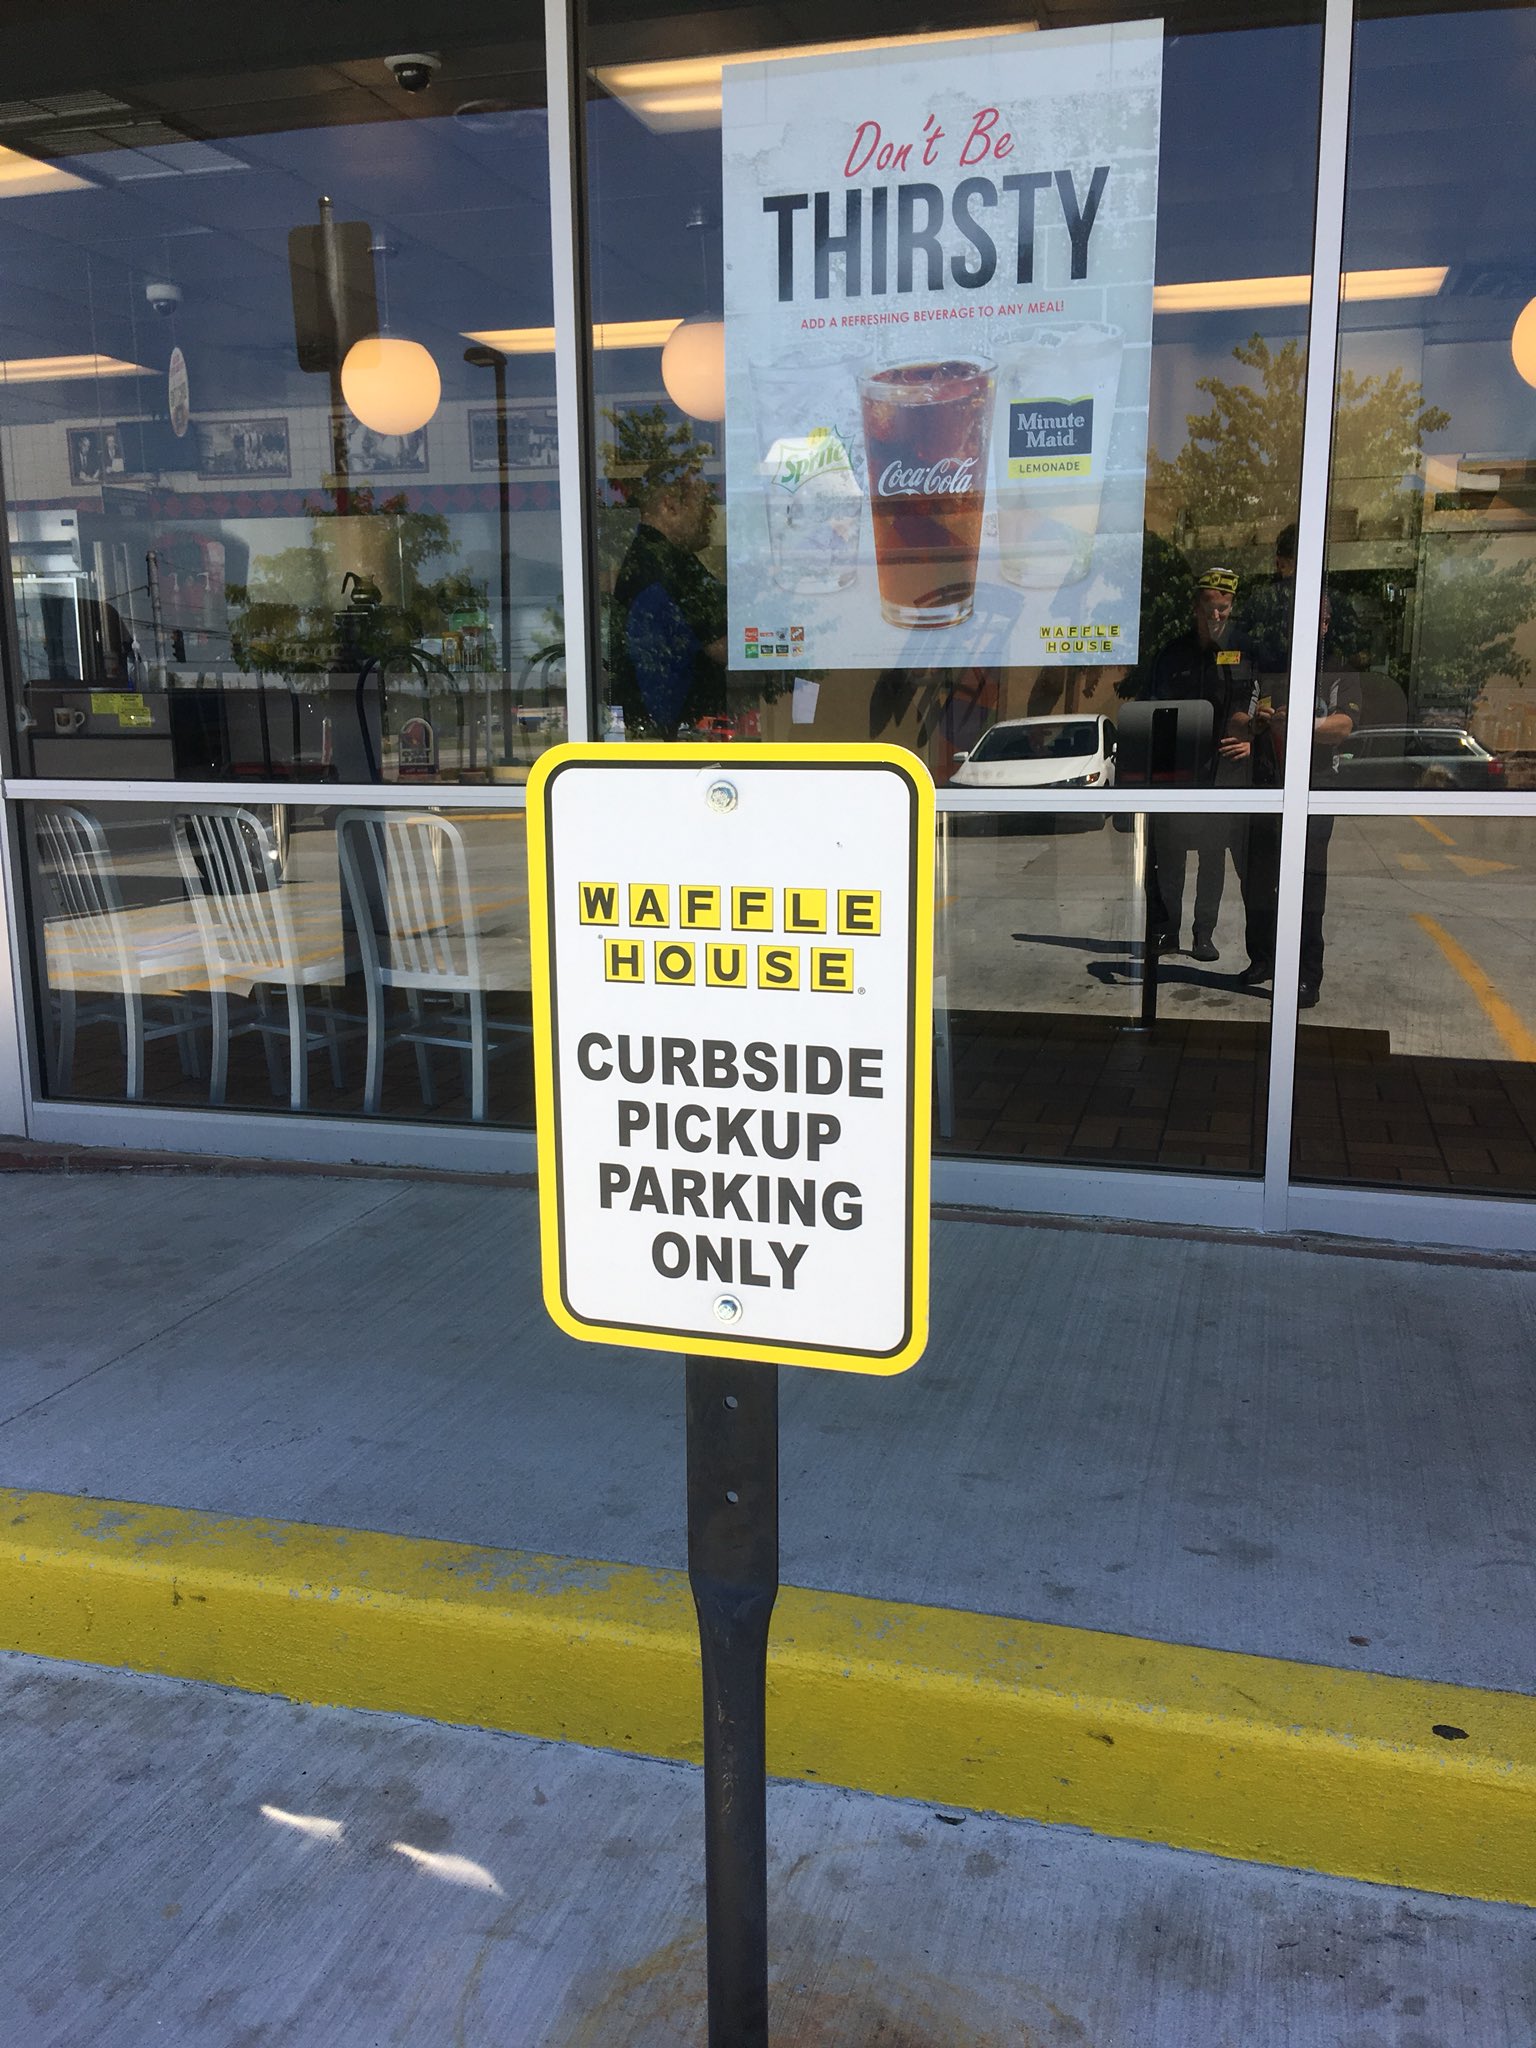 Don't Be
THIRSTY
ADD A REFRESHING BEVERAGE TO ANY MEAL!
Sprite
Coca-Cola
Minute
Maid
LEMONADE
WAFFLE
HOUSE
WAFFLE
HOUSE®
CURBSIDE
PICKUP
PARKING
ONLY